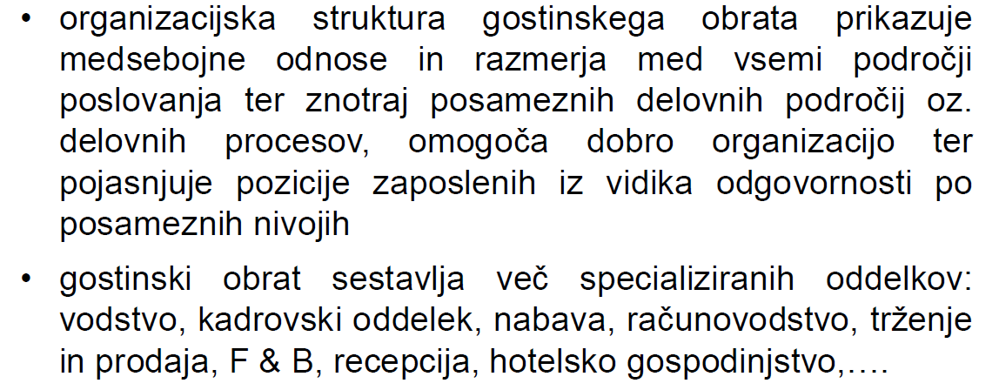 • organizacijska struktura gostinskega obrata prikazuje
medsebojne odnose in razmerja med vsemi področji
poslovanja ter znotraj posameznih delovnih področij oz.
delovnih procesov, omogoča dobro organizacijo ter
pojasnjuje pozicije zaposlenih iz vidika odgovornosti po
posameznih nivojih
• gostinski obrat sestavlja več specializiranih oddelkov:
vodstvo, kadrovski oddelek, nabava, računovodstvo, trženje
in prodaja, F & B, recepcija, hotelsko gospodinjstvo,….